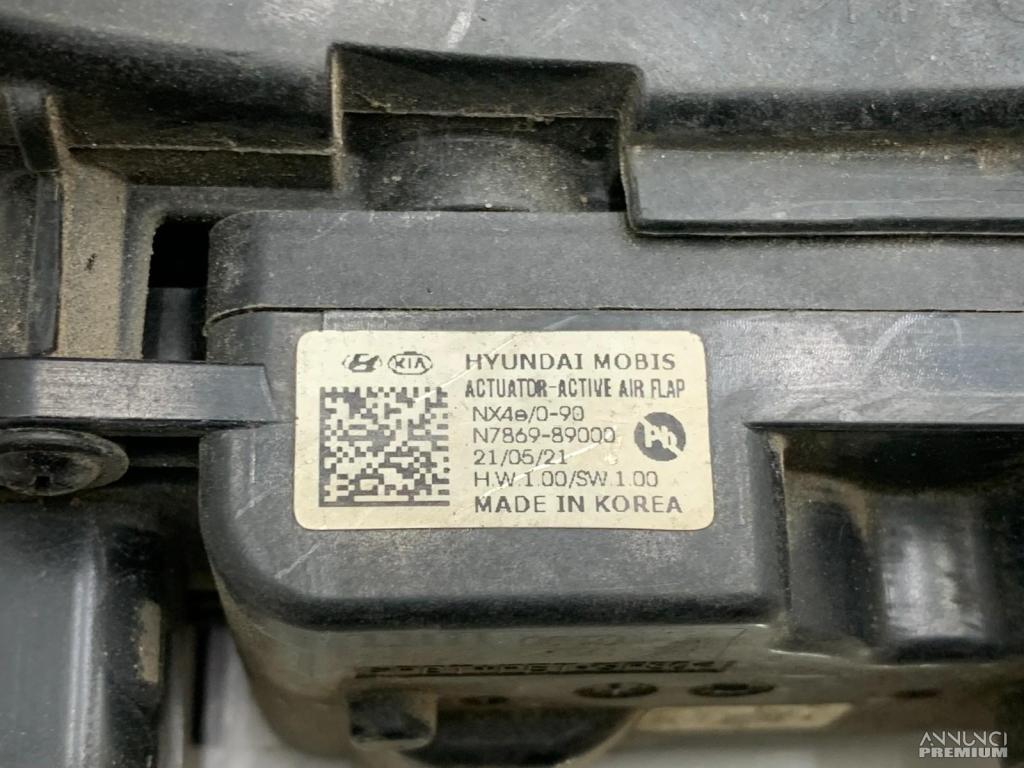 KIA HYUNDAI MOBIS
ACTUATOR-ACTIVE AIR FLAP
NX4e/0-90
N7869-89000
Pb
21/05/21
H.W.1.00/SW.1.00
MADE IN KOREA
ANNUNCI
PREMIUM